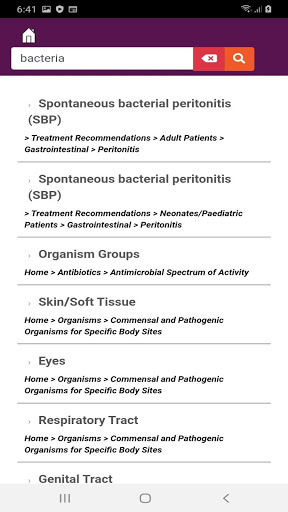 6:41
bacteria
Spontaneous bacterial peritonitis
(SBP)
> Treatment Recommendations > Adult Patients >
Gastrointestinal > Peritonitis
Spontaneous bacterial peritonitis
(SBP)
> Treatment Recommendations > Neonates/Paediatric
Patients > Gastrointestinal > Peritonitis
Organism Groups
Home > Antibiotics > Antimicrobial Spectrum of Activity
Skin/Soft Tissue
Home > Organisms > Commensal and Pathogenic
Organisms for Specific Body Sites
Eyes
Home > Organisms > Commensal and Pathogenic
Organisms for Specific Body Sites
Respiratory Tract
Home > Organisms > Commensal and Pathogenic
Organisms for Specific Body Sites
Genital Tract